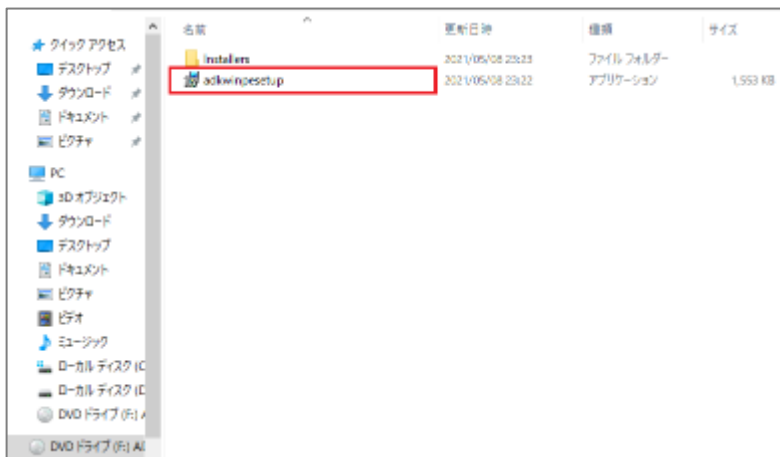 名前 更新日時 種類 サイズ
Installers 2021/05/08 23:23 ファイル フォルダー
adkwinpesetup 2021/05/08 23:22 アプリケーション 1,553 KB
クイック アクセス
デスクトップ
ダウンロード
ドキュメント
ピクチャ
PC
3D オブジェクト
ダウンロード
デスクトップ
ドキュメント
ピクチャ
ビデオ
ミュージック
ローカル ディスク (C
ローカル ディスク (D
DVD ドライブ (F:) A
DVD ドライブ (F:) AD